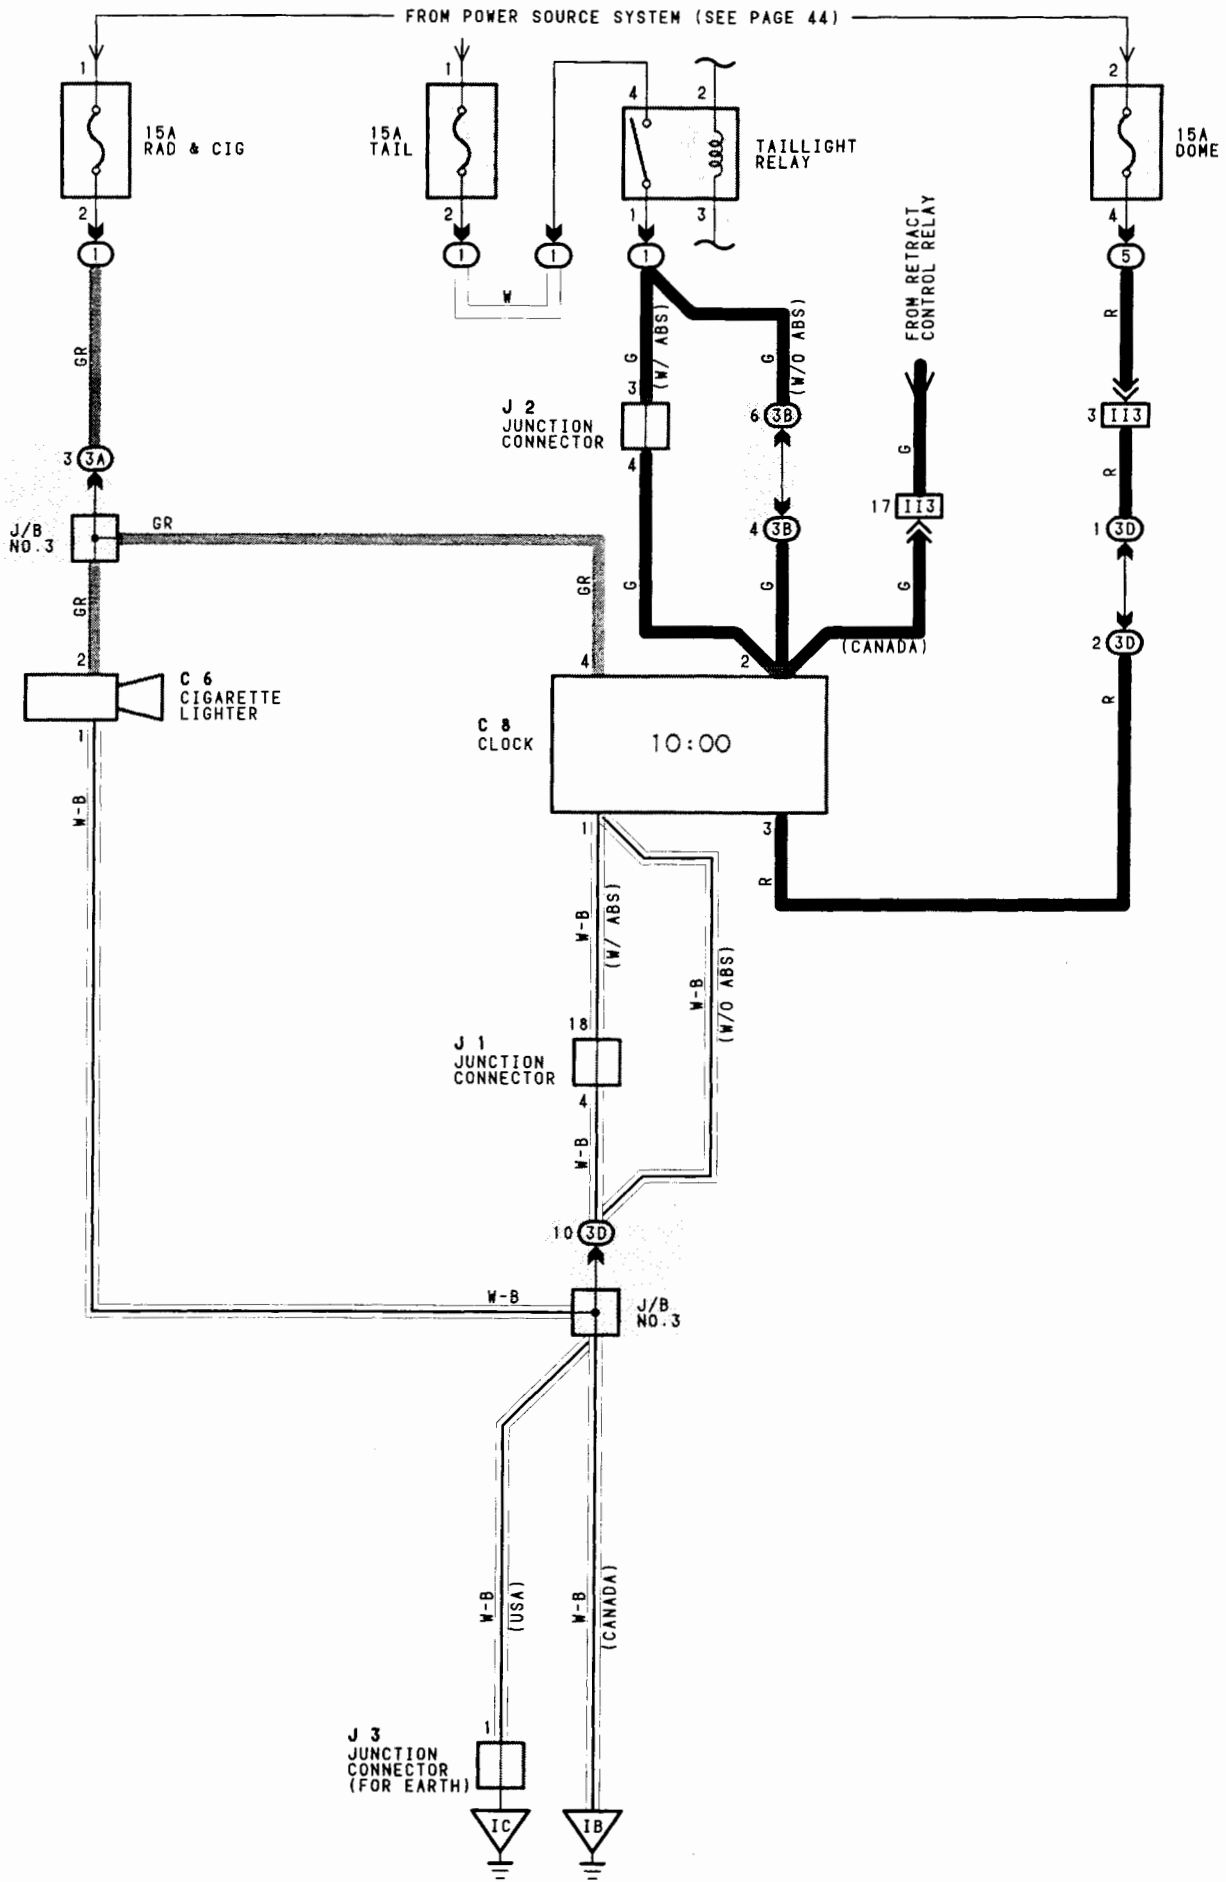 FROM POWER SOURCE SYSTEM (SEE PAGE 44)
1
1
4
2
2
15A
RAD & CIG
15A
TAIL
TAILLIGHT
RELAY
15A
DOME
2
2
1
3
4
1
1
1
1
5
FROM RETRACT
CONTROL RELAY
W
GR
G
(W/ ABS)
G
(W/O ABS)
R
3
J 2
JUNCTION
CONNECTOR
6 3B
3 II3
4
G
R
3 3A
17 II3
J/B
NO.3
GR
4 3B
1 3D
GR
GR
G
G
G
2 3D
(CANADA)
2
4
2
C 6
CIGARETTE
LIGHTER
R
C 8
CLOCK
10:00
1
1
3
W-B
R
W-B
(W/ ABS)
W-B
(W/O ABS)
18
J 1
JUNCTION
CONNECTOR
4
W-B
10 3D
W-B
J/B
NO.3
W-B
(USA)
W-B
(CANADA)
J 3
JUNCTION
CONNECTOR
(FOR EARTH)
1
IC
IB